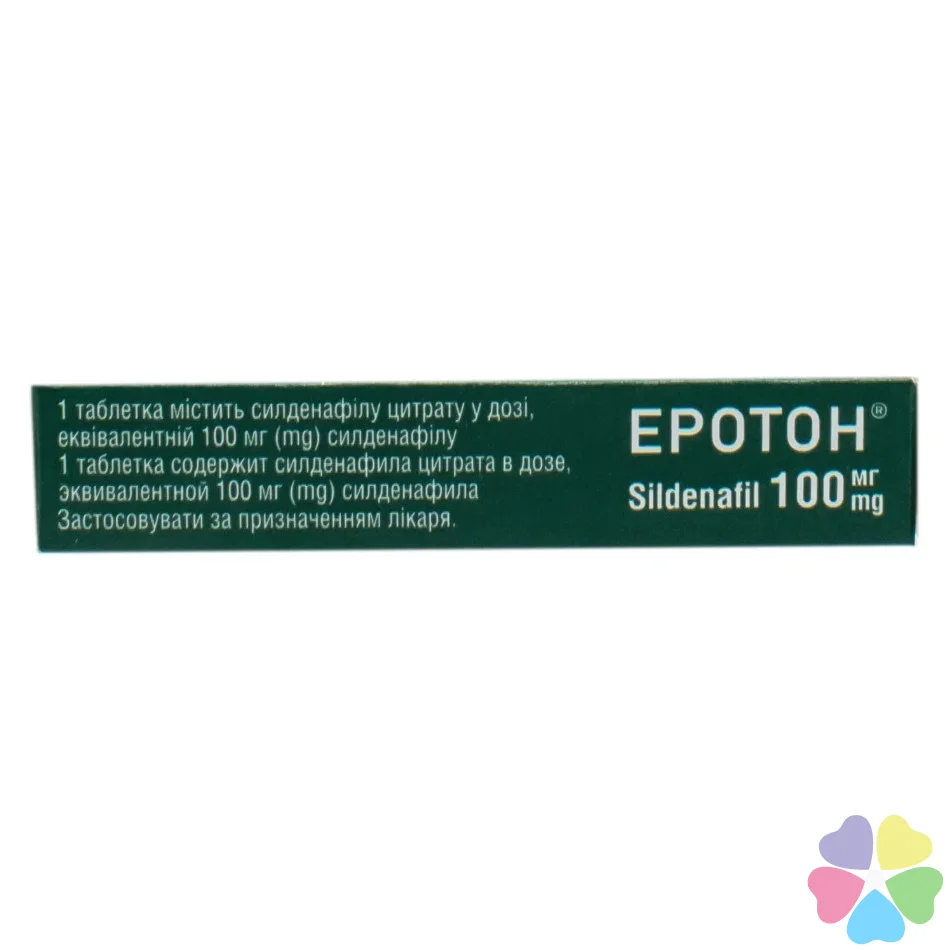 1 таблетка містить силденафілу цитрату у дозі,
еквівалентній 100 мг (mg) силденафілу
1 таблетка содержит силденафила цитрата в дозе,
эквивалентной 100 мг (mg) силденафила
Застосовувати за призначенням лікаря.
ЕРОТОН®
Sildenafil 100 мг mg